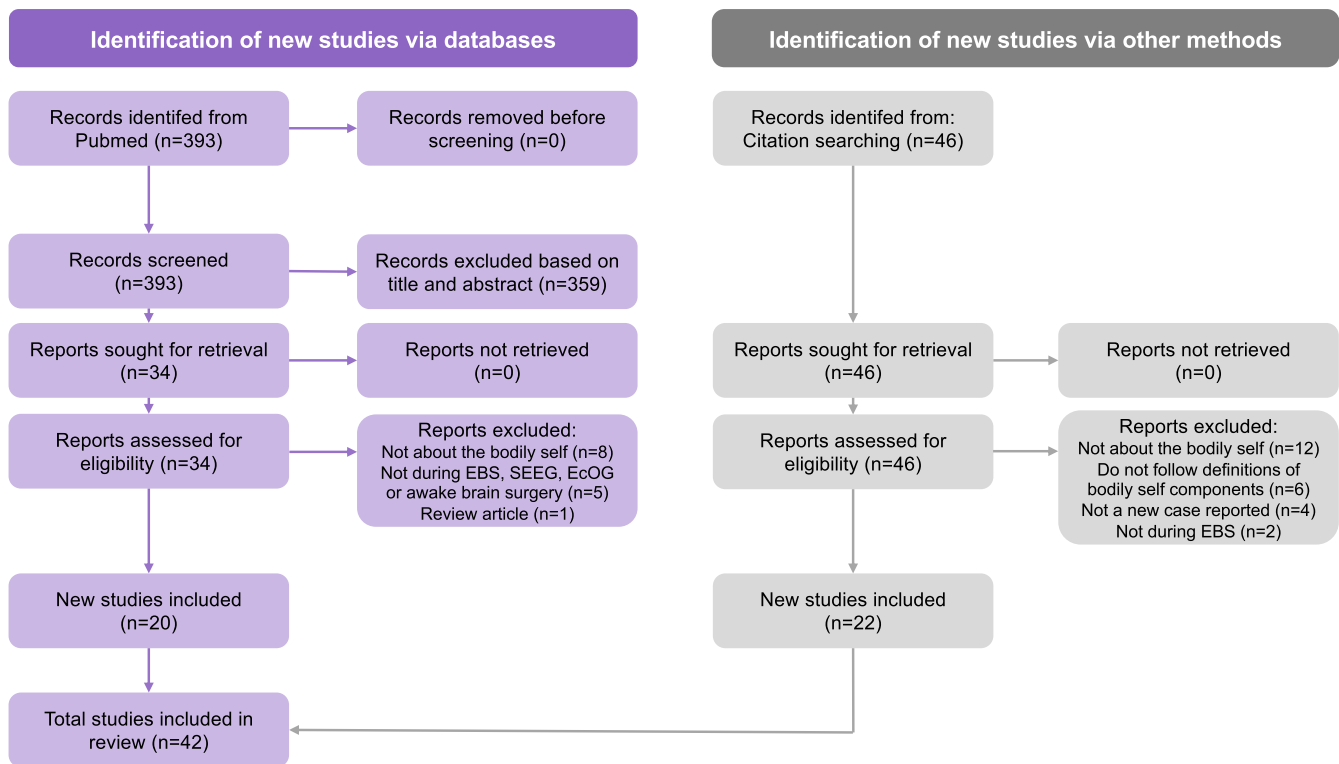 Identification of new studies via databases
Identification of new studies via other methods
Records identifed from
Pubmed (n=393)
Records removed before
screening (n=0)
Records identifed from:
Citation searching (n=46)
Records screened
(n=393)
Records excluded based on
title and abstract (n=359)
Reports sought for retrieval
(n=34)
Reports not retrieved
(n=0)
Reports sought for retrieval
(n=46)
Reports not retrieved
(n=0)
Reports assessed for
eligibility (n=34)
Reports excluded:
Not about the bodily self (n=8)
Not during EBS, SEEG, EcOG
or awake brain surgery (n=5)
Review article (n=1)
Reports assessed for
eligibility (n=46)
Reports excluded:
Not about the bodily self (n=12)
Do not follow definitions of
bodily self components (n=6)
Not a new case reported (n=4)
Not during EBS (n=2)
New studies included
(n=20)
New studies included
(n=22)
Total studies included in
review (n=42)